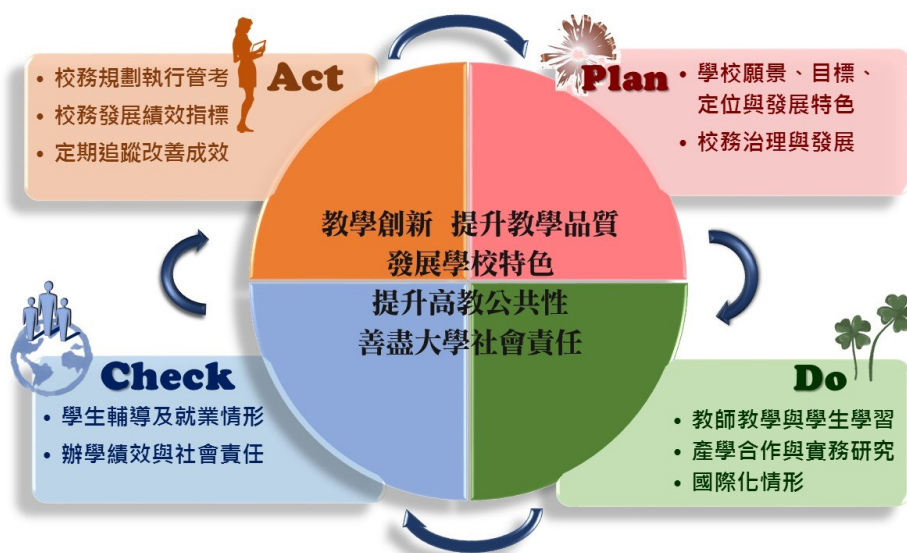 Act
• 校務規劃執行管考
• 校務發展績效指標
• 定期追蹤改善成效
Plan
• 學校願景、目標、
定位與發展特色
• 校務治理與發展
教學創新 提升教學品質
發展學校特色
提升高教公共性
善盡大學社會責任
Check
• 學生輔導及就業情形
• 辦學績效與社會責任
Do
• 教師教學與學生學習
• 產學合作與實務研究
• 國際化情形